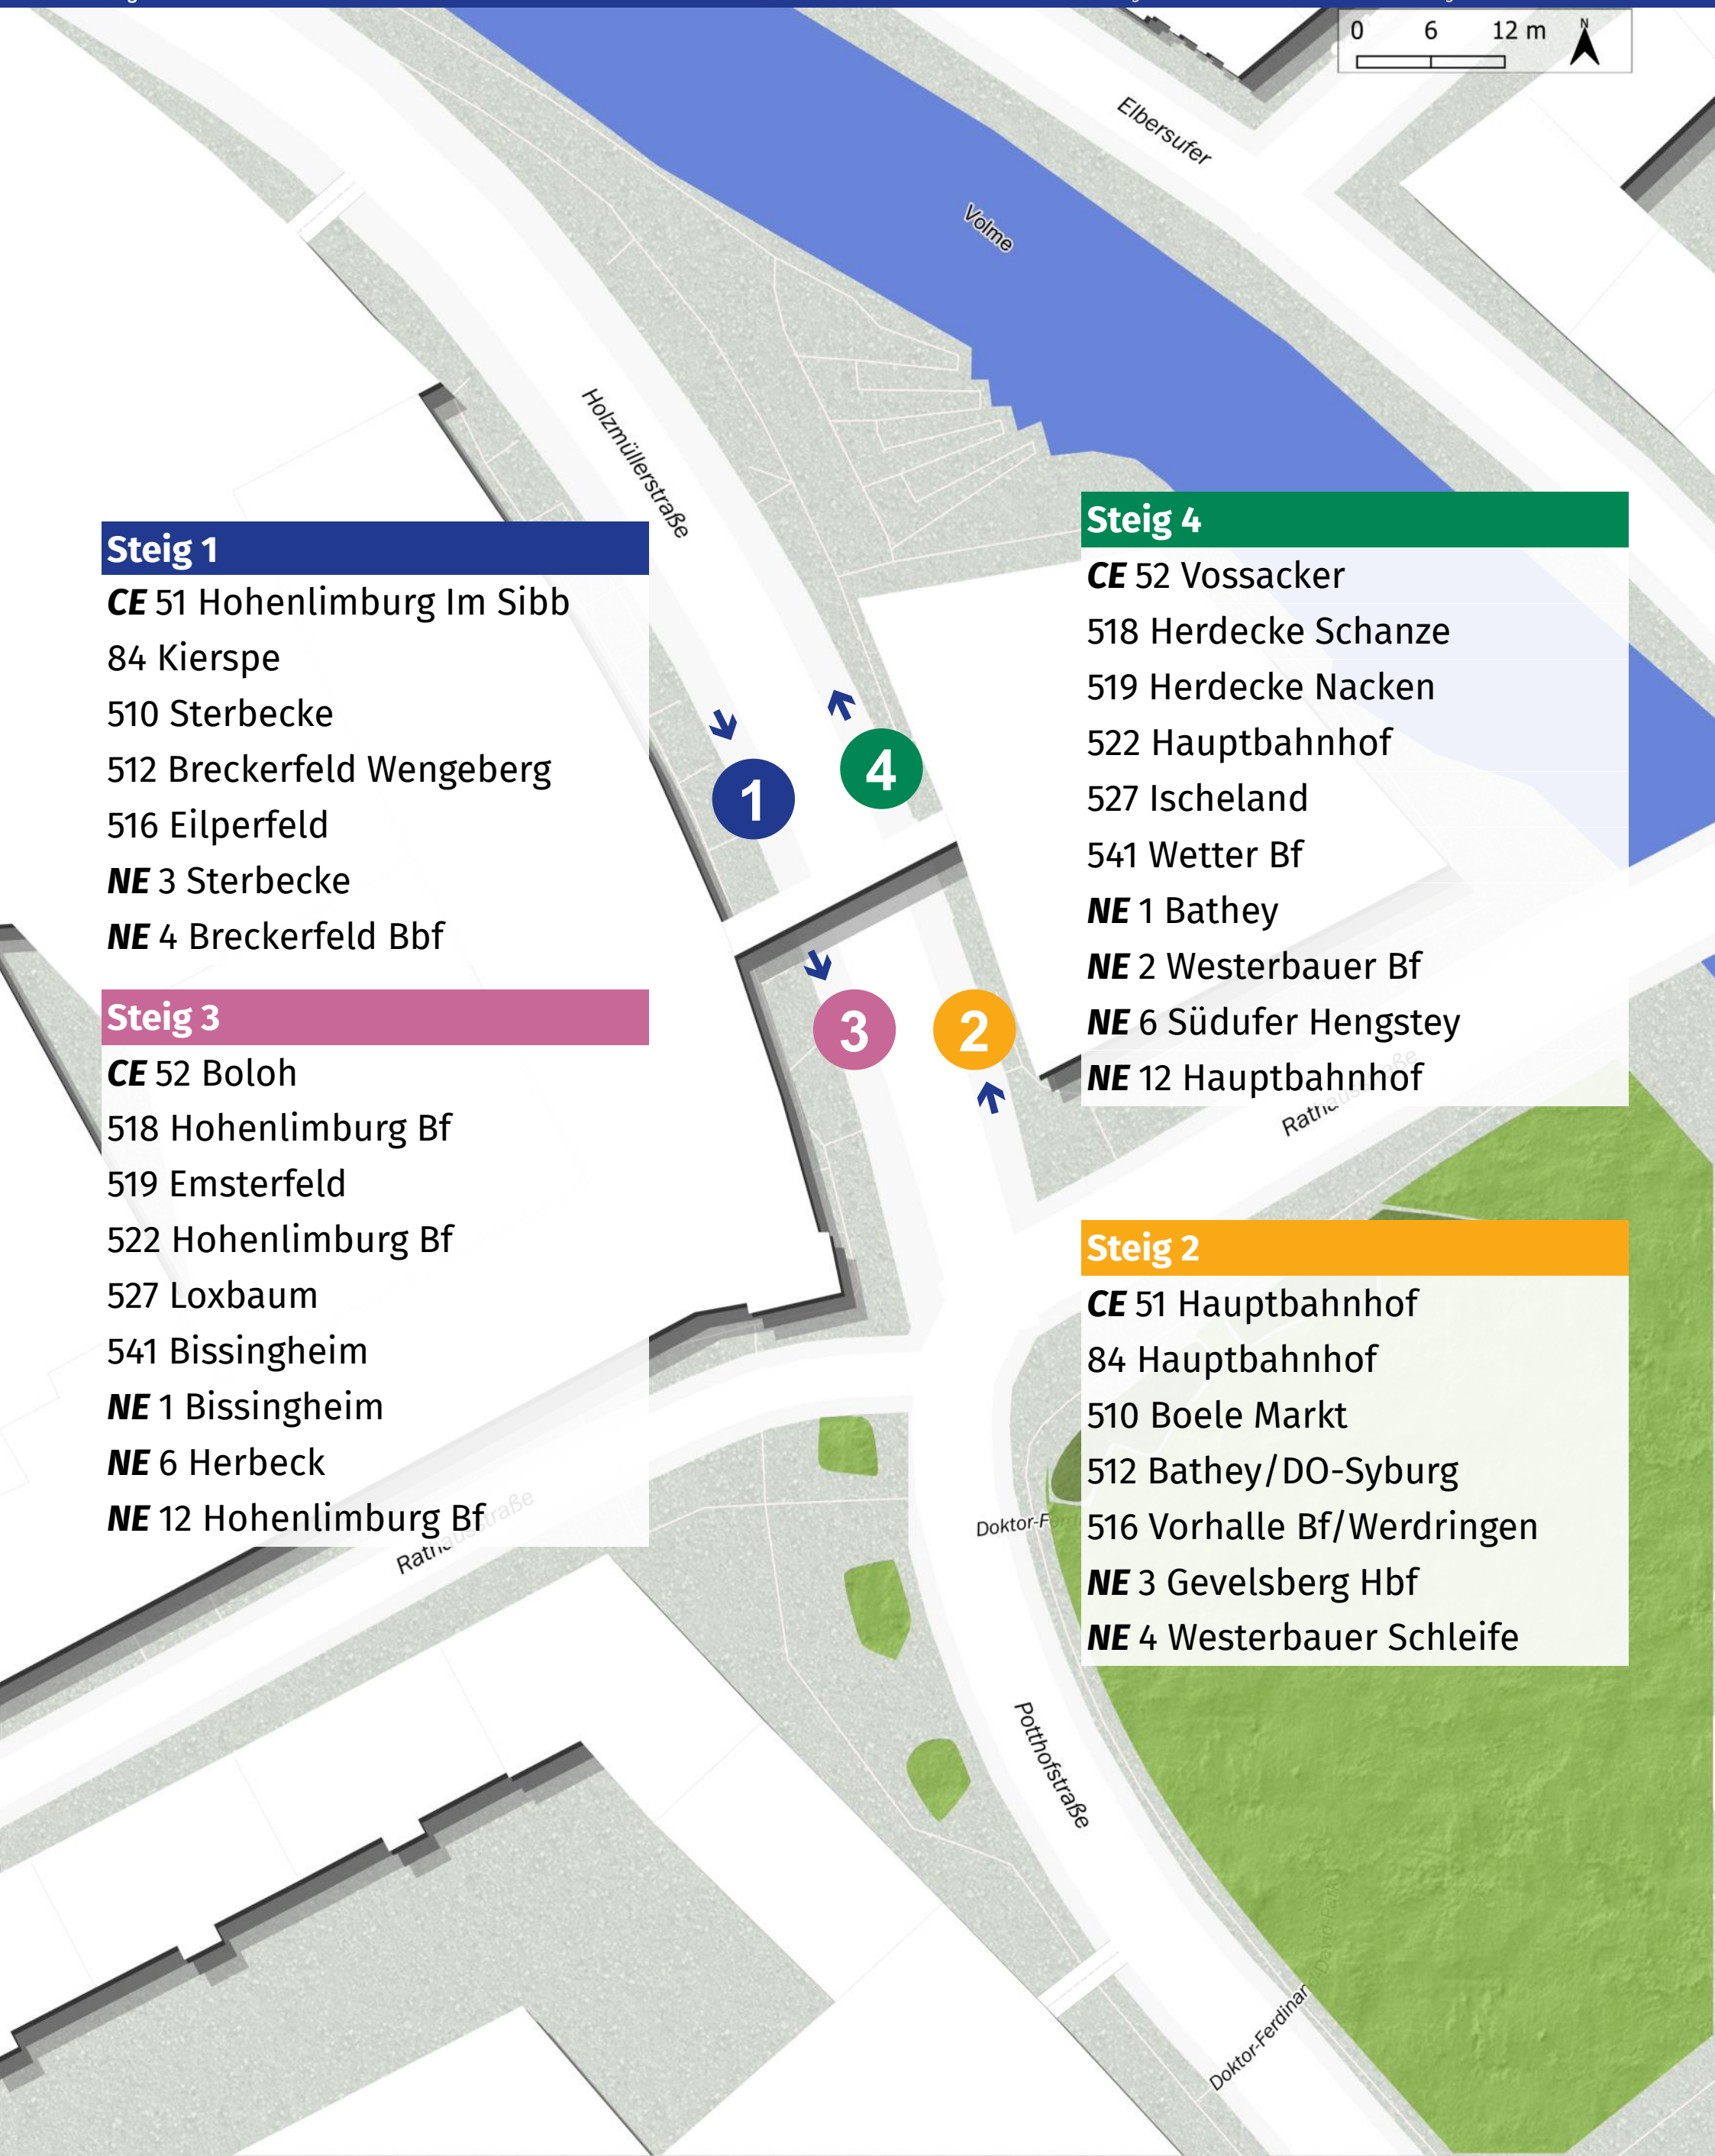 0 6 12 m N
Elbersufer
Volme
Holzmüllerstraße
Steig 1
CE 51 Hohenlimburg Im Sibb
84 Kierspe
510 Sterbecke
512 Breckerfeld Wengeberg
516 Eilperfeld
NE 3 Sterbecke
NE 4 Breckerfeld Bbf
Steig 4
CE 52 Vossacker
518 Herdecke Schanze
519 Herdecke Nacken
522 Hauptbahnhof
527 Ischeland
541 Wetter Bf
NE 1 Bathey
NE 2 Westerbauer Bf
NE 6 Südufer Hengstey
NE 12 Hauptbahnhof
1
4
3
2
Rathausstraße
Steig 3
CE 52 Boloh
518 Hohenlimburg Bf
519 Emsterfeld
522 Hohenlimburg Bf
527 Loxbaum
541 Bissingheim
NE 1 Bissingheim
NE 6 Herbeck
NE 12 Hohenlimburg Bf
Rathausstraße
Steig 2
CE 51 Hauptbahnhof
84 Hauptbahnhof
510 Boele Markt
512 Bathey/DO-Syburg
516 Vorhalle Bf/Werdringen
NE 3 Gevelsberg Hbf
NE 4 Westerbauer Schleife
Doktor-Ferd
Potthofstraße
Doktor-Ferdinand-